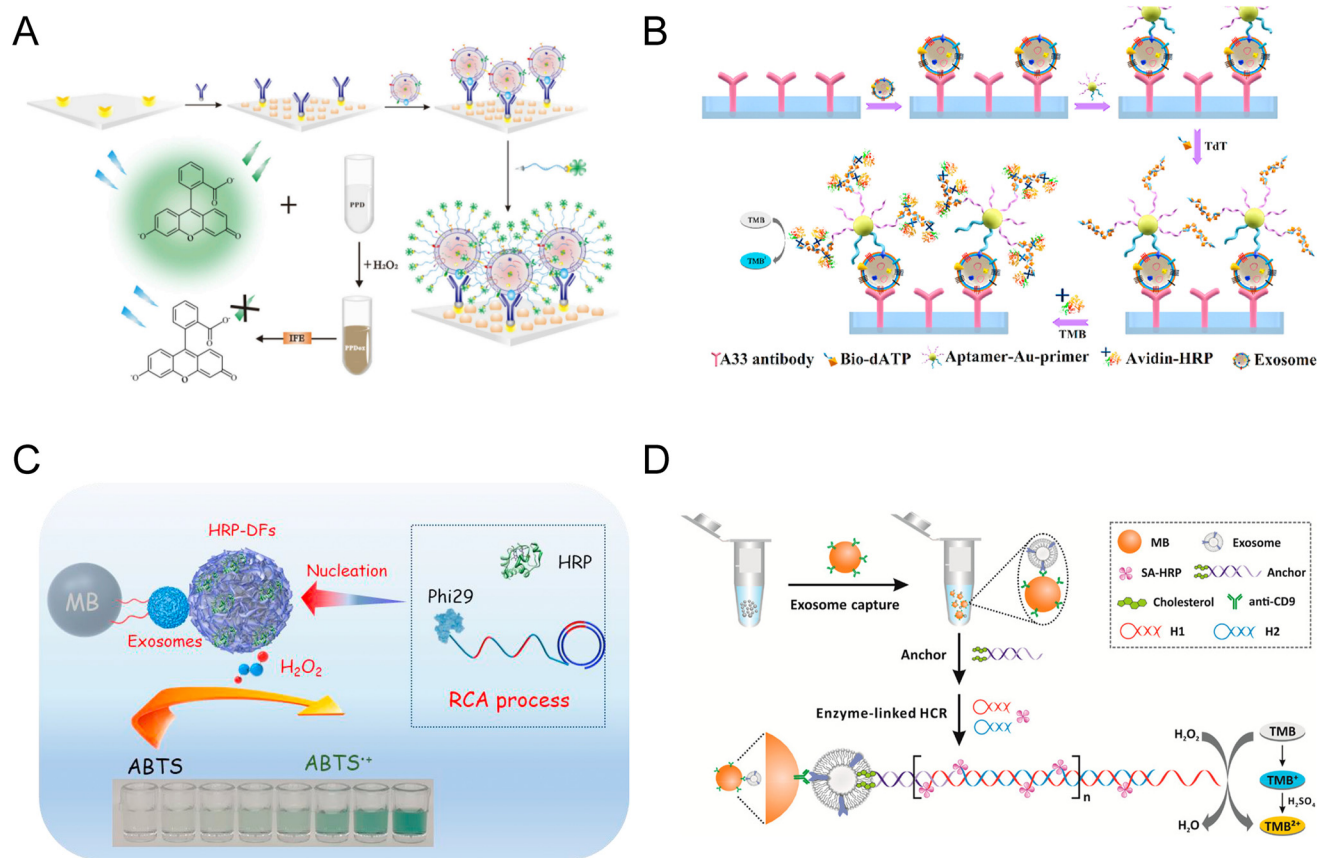 A
PPD
+
+H₂O₂
O⁻
O
⁻O
O
IFE
PPDox
O⁻
O
⁻O
O
B
TdT
TMB
TMB
TMB
A33 antibody
Bio-dATP
Aptamer-Au-primer
Avidin-HRP
Exosome
C
HRP-DFs
Nucleation
HRP
MB
Phi29
Exosomes
H₂O₂
RCA process
ABTS
ABTS·+
D
Exosome capture
MB
Exosome
SA-HRP
Anchor
Cholesterol
anti-CD9
H1
H2
Anchor
Enzyme-linked HCR
n
H₂O₂
TMB
TMB⁺
H₂SO₄
H₂O
TMB²⁺